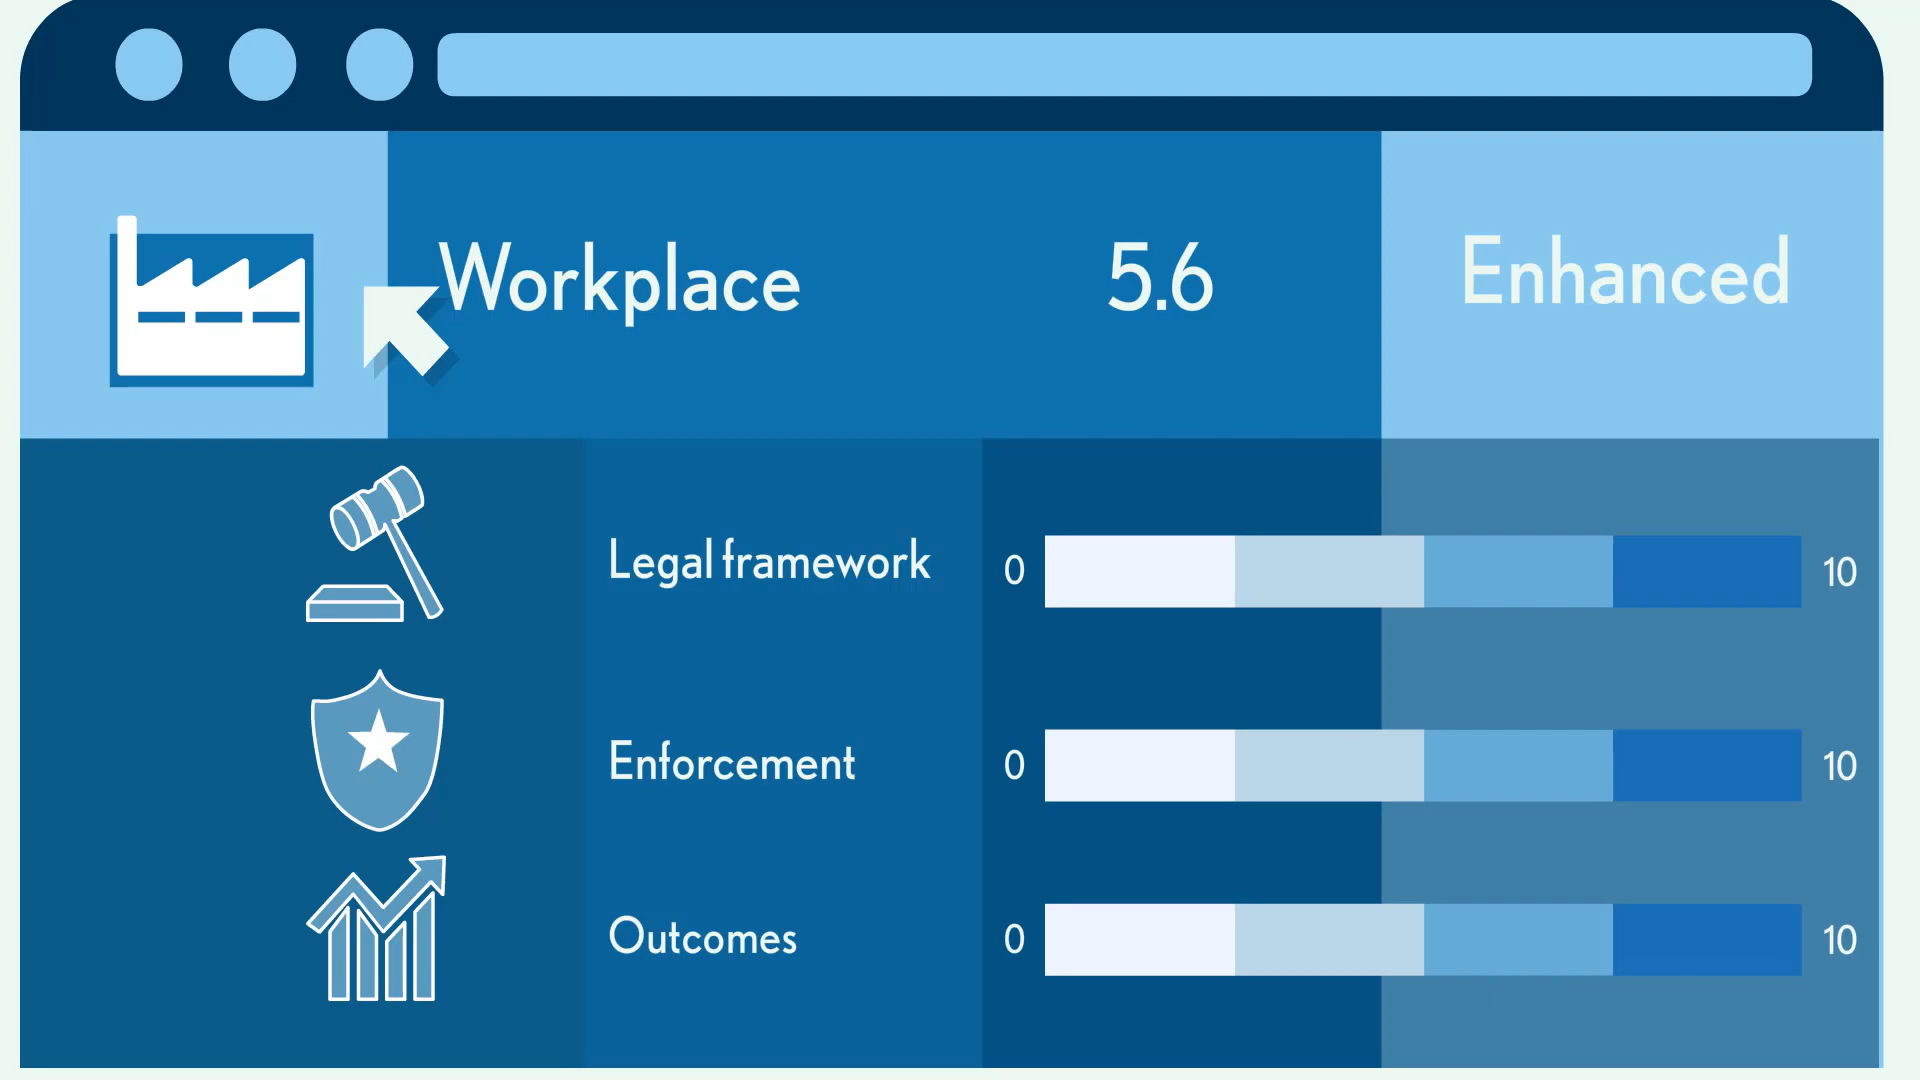 Workplace 5.6 Enhanced
Legal framework 0 10
Enforcement 0 10
Outcomes 0 10